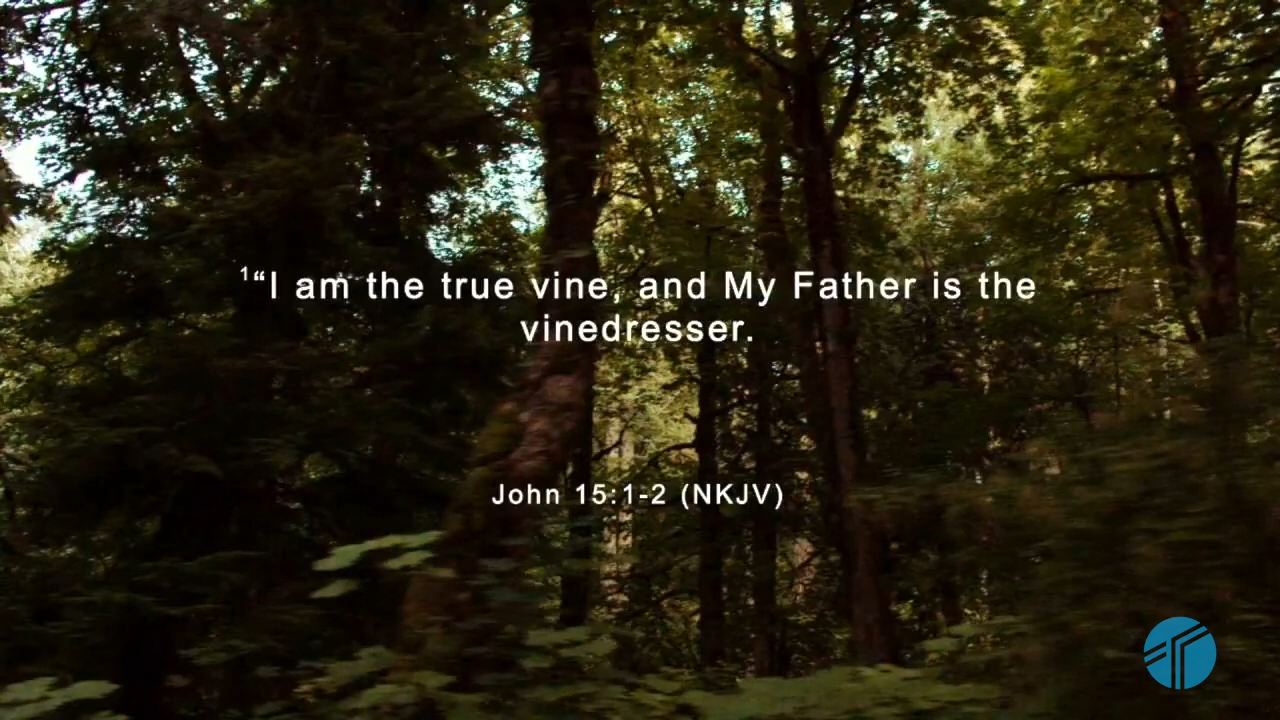 ¹“I am the true vine, and My Father is the
vinedresser.
John 15:1-2 (NKJV)